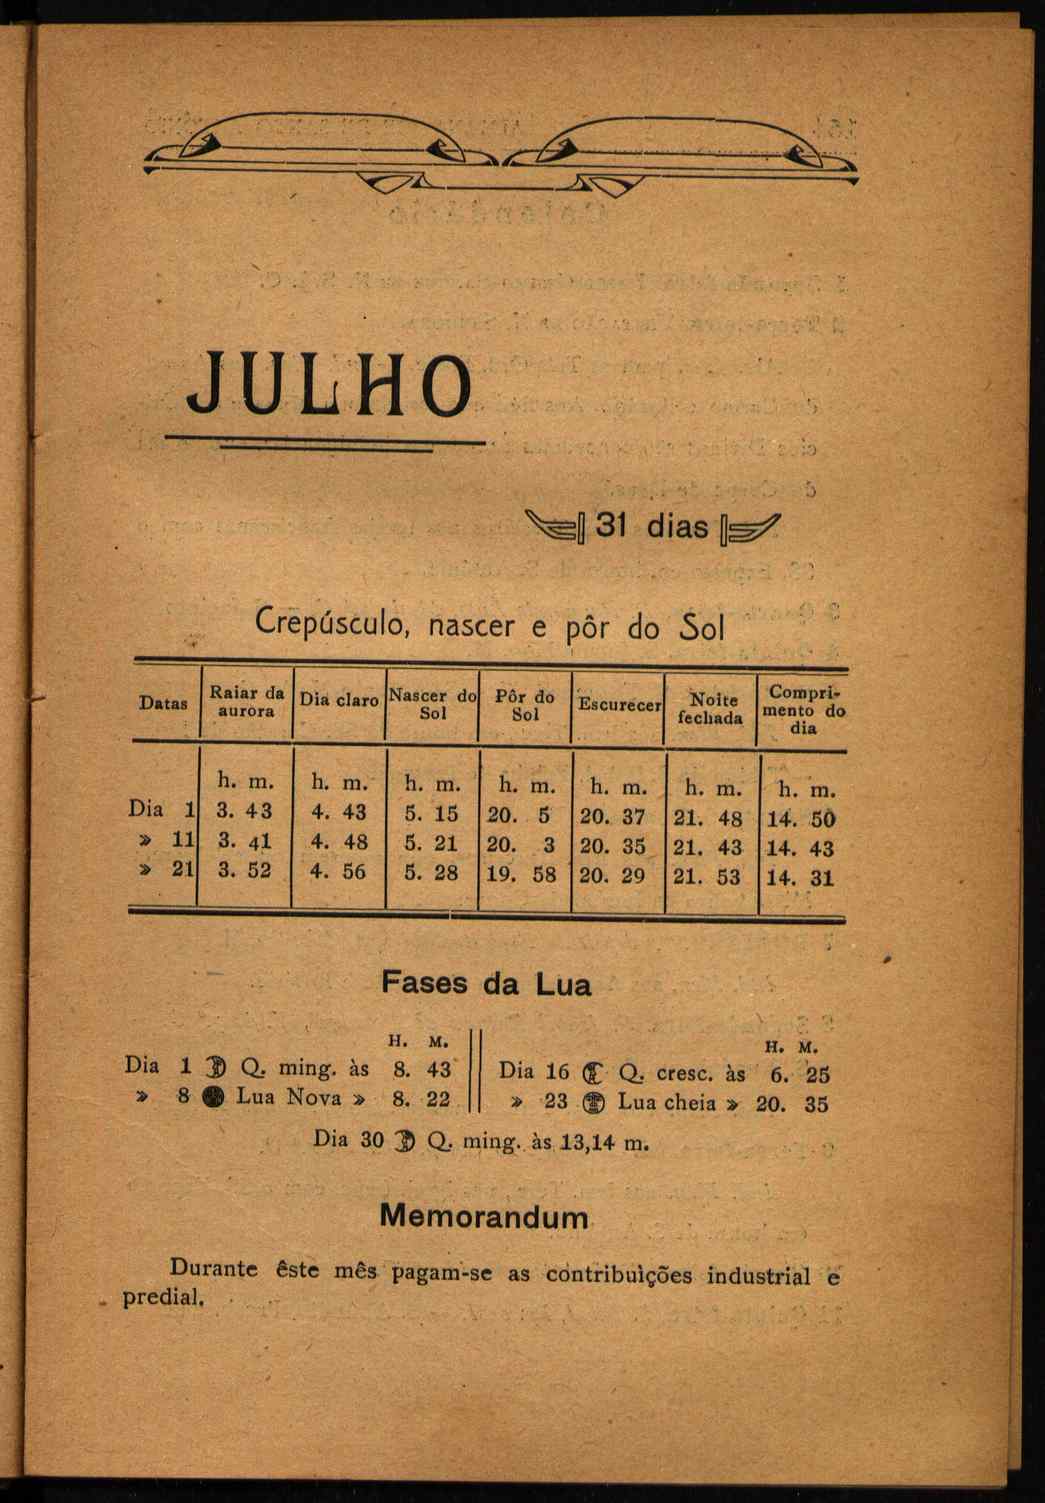 JULHO
31 dias
Crepúsculo, nascer e pôr do Sol
Datas | Raiar da aurora | Dia claro | Nascer do Sol | Pôr do Sol | Escurecer | Noite fechada | Comprimento do dia
h. m. | h. m. | h. m. | h. m. | h. m. | h. m. | h. m.
Dia 1 | 3. 43 | 4. 43 | 5. 15 | 20. 5 | 20. 37 | 21. 48 | 14. 50
» 11 | 3. 41 | 4. 48 | 5. 21 | 20. 3 | 20. 35 | 21. 43 | 14. 43
» 21 | 3. 52 | 4. 56 | 5. 28 | 19. 58 | 20. 29 | 21. 53 | 14. 31
Fases da Lua
H. M.
Dia 1 Q. ming. às 8. 43
» 8 Lua Nova » 8. 22
H. M.
Dia 16 Q. cresc. às 6. 25
» 23 Lua cheia » 20. 35
Dia 30 Q. ming. às 13,14 m.
Memorandum
Durante êste mês pagam-se as contribuìções industrial e
predial.